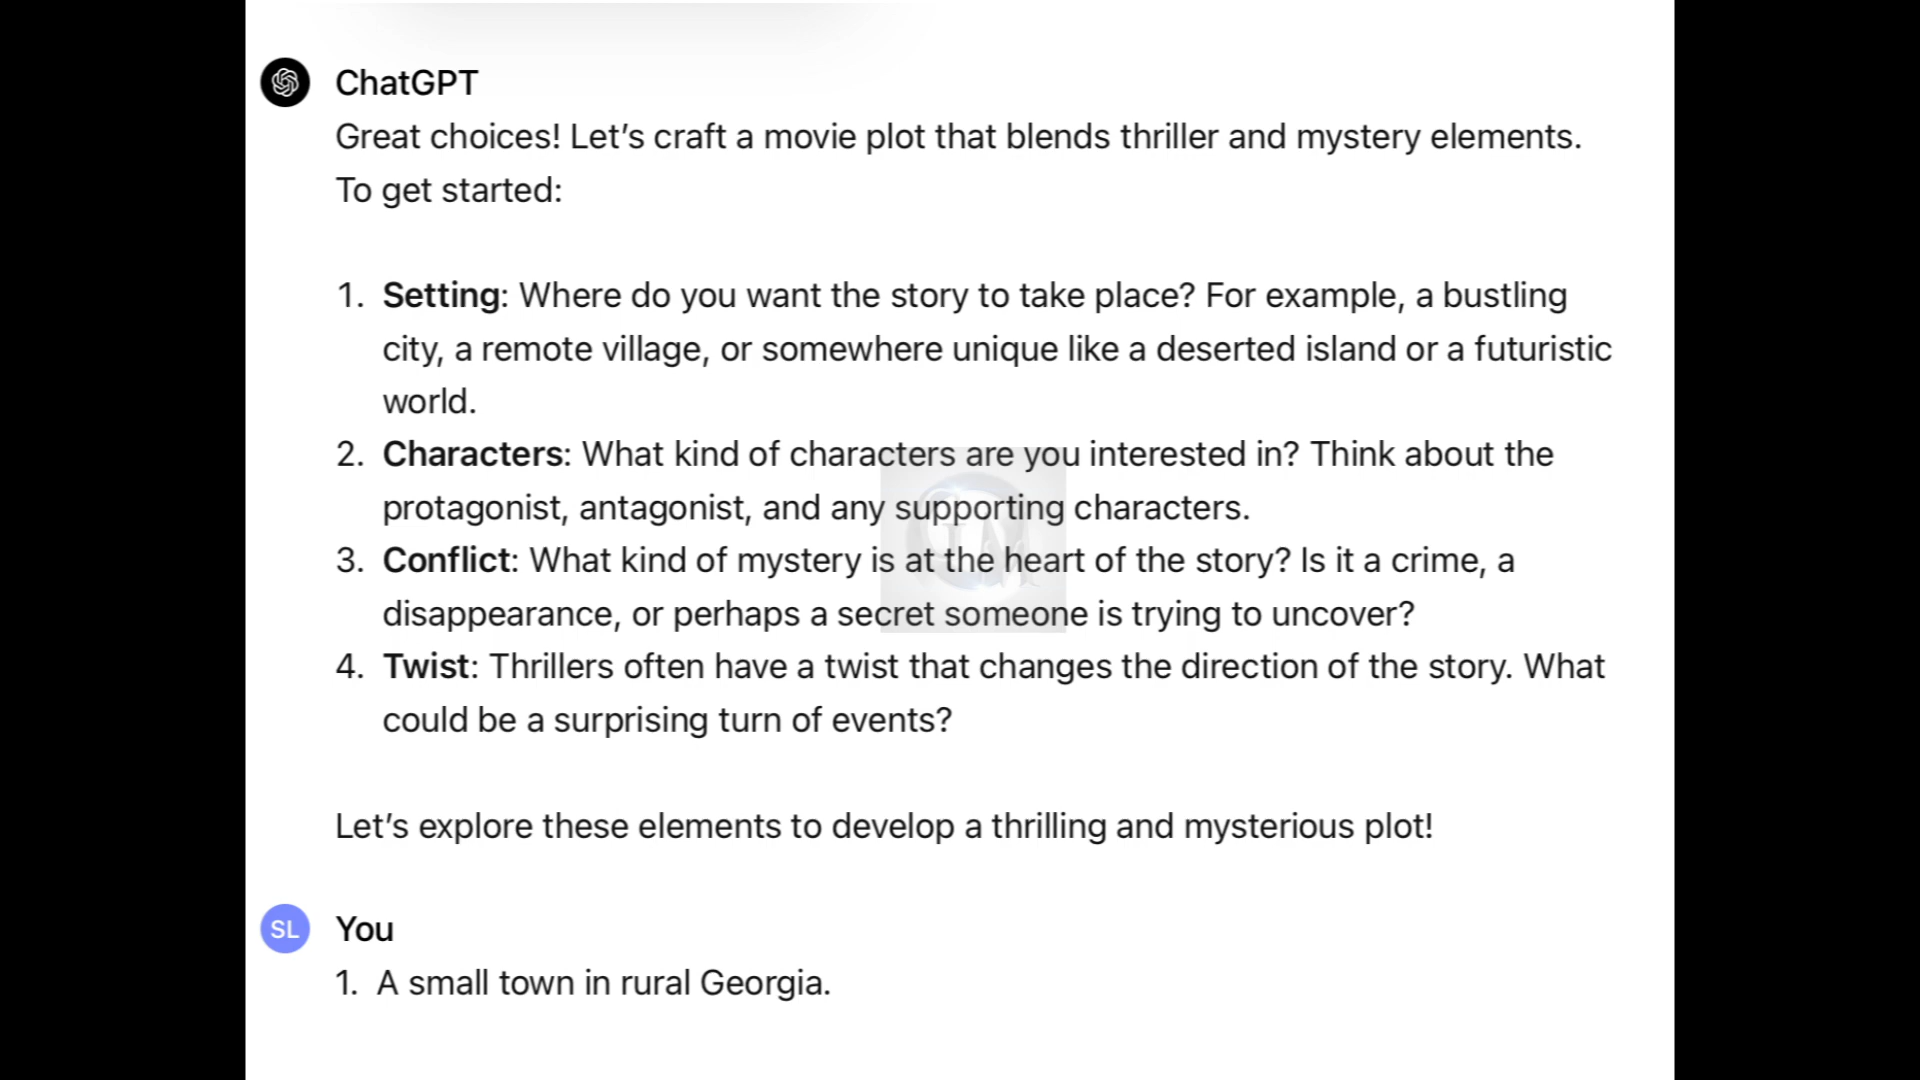 ChatGPT
Great choices! Let’s craft a movie plot that blends thriller and mystery elements.
To get started:
1. Setting: Where do you want the story to take place? For example, a bustling
city, a remote village, or somewhere unique like a deserted island or a futuristic
world.
2. Characters: What kind of characters are you interested in? Think about the
protagonist, antagonist, and any supporting characters.
3. Conflict: What kind of mystery is at the heart of the story? Is it a crime, a
disappearance, or perhaps a secret someone is trying to uncover?
4. Twist: Thrillers often have a twist that changes the direction of the story. What
could be a surprising turn of events?
Let’s explore these elements to develop a thrilling and mysterious plot!
SL You
1. A small town in rural Georgia.